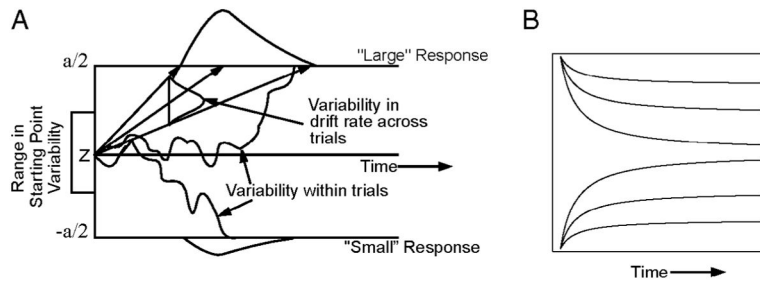 A
B
a/2
"Large" Response
Variability in
drift rate across
trials
Range in
Starting Point
Variability
z
Time
Variability within trials
-a/2
"Small" Response
Time